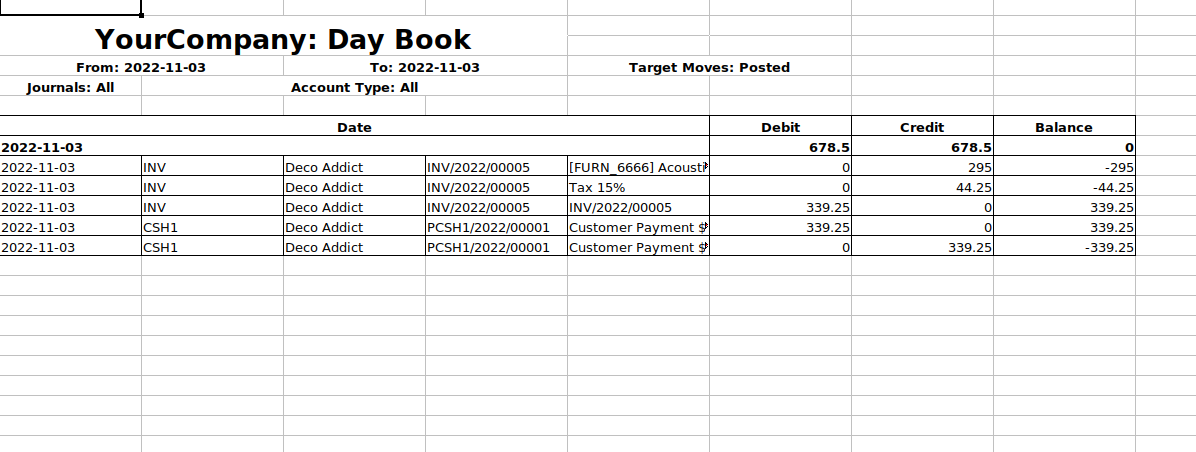 YourCompany: Day Book
From: 2022-11-03 To: 2022-11-03 Target Moves: Posted
Journals: All Account Type: All
Date Debit Credit Balance
2022-11-03 678.5 678.5 0
2022-11-03 INV Deco Addict INV/2022/00005 [FURN_6666] Acousti 0 295 -295
2022-11-03 INV Deco Addict INV/2022/00005 Tax 15% 0 44.25 -44.25
2022-11-03 INV Deco Addict INV/2022/00005 INV/2022/00005 339.25 0 339.25
2022-11-03 CSH1 Deco Addict PCSH1/2022/00001 Customer Payment $ 339.25 0 339.25
2022-11-03 CSH1 Deco Addict PCSH1/2022/00001 Customer Payment $ 0 339.25 -339.25